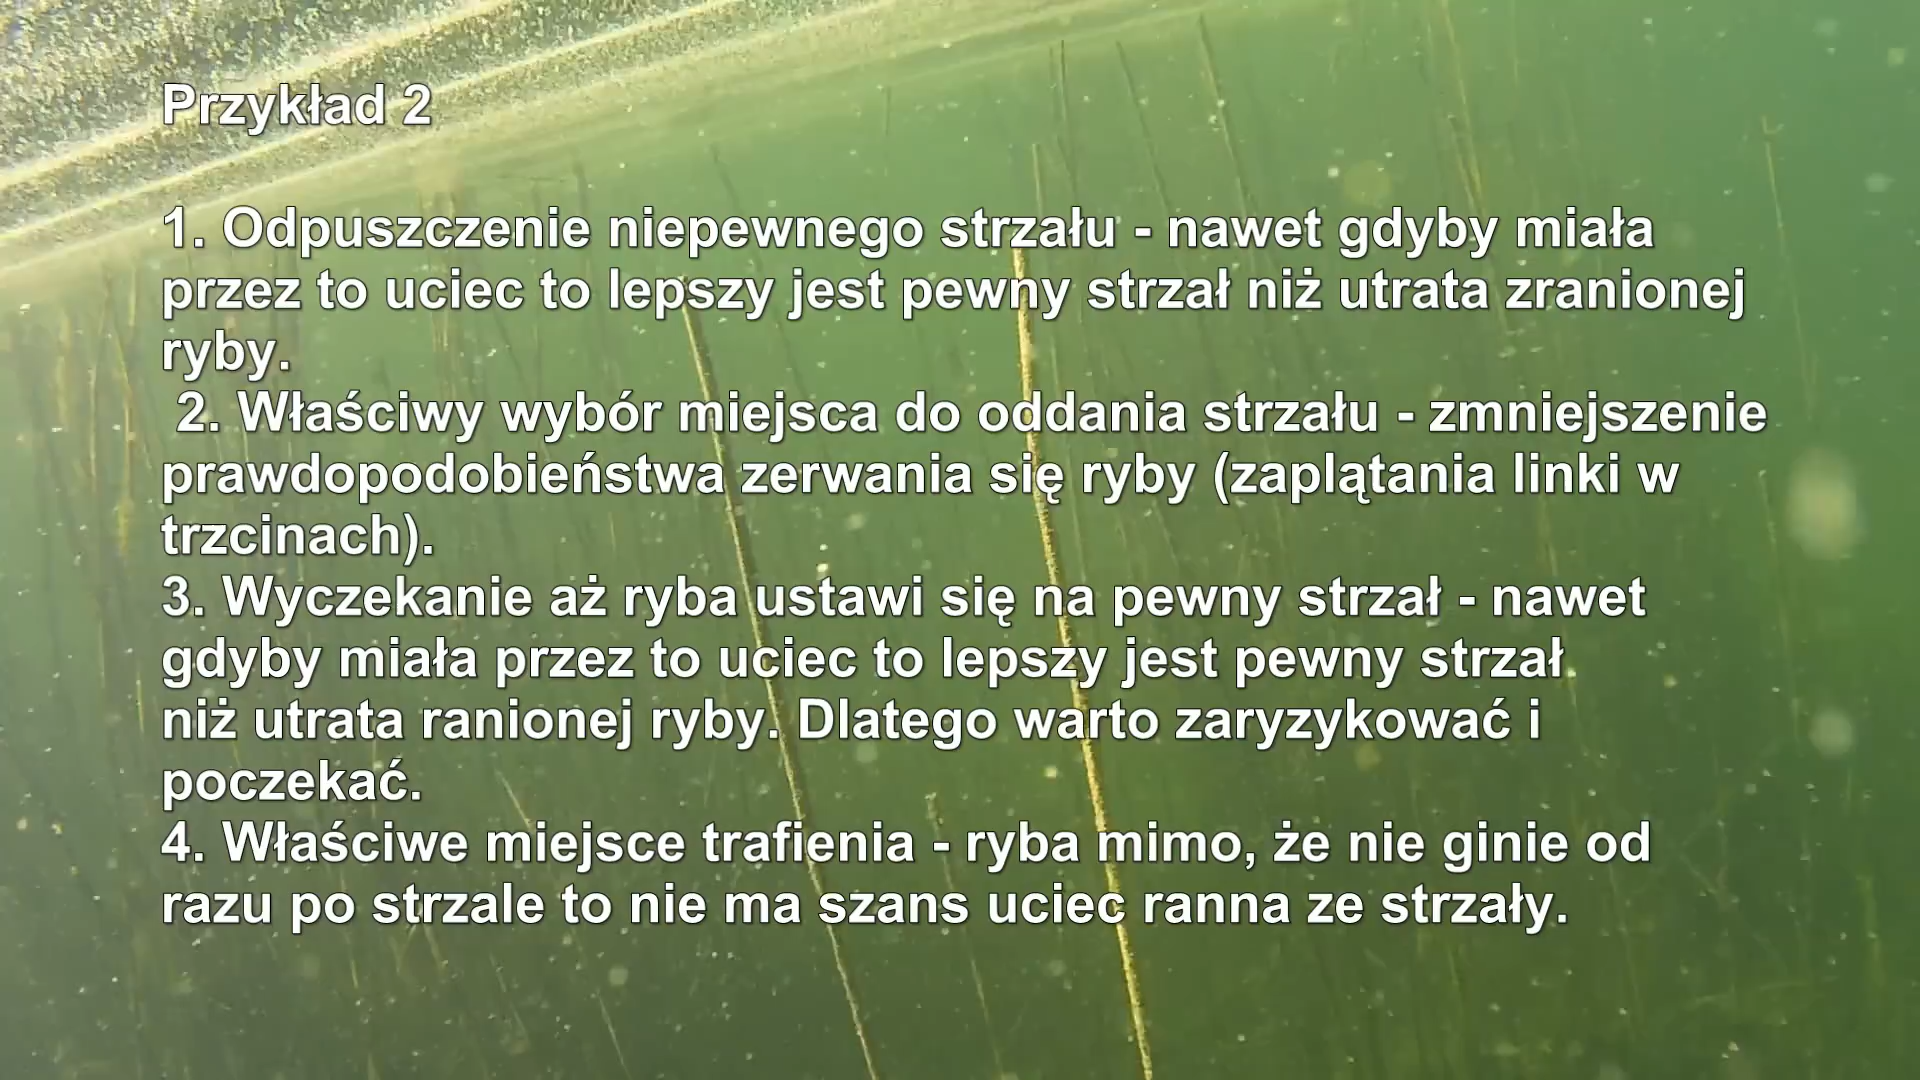 Przykład 2
1. Odpuszczenie niepewnego strzału - nawet gdyby miała
przez to uciec to lepszy jest pewny strzał niż utrata zranionej
ryby.
2. Właściwy wybór miejsca do oddania strzału - zmniejszenie
prawdopodobieństwa zerwania się ryby (zaplątania linki w
trzcinach).
3. Wyczekanie aż ryba ustawi się na pewny strzał - nawet
gdyby miała przez to uciec to lepszy jest pewny strzał
niż utrata ranionej ryby. Dlatego warto zaryzykować i
poczekać.
4. Właściwe miejsce trafienia - ryba mimo, że nie ginie od
razu po strzale to nie ma szans uciec ranna ze strzały.